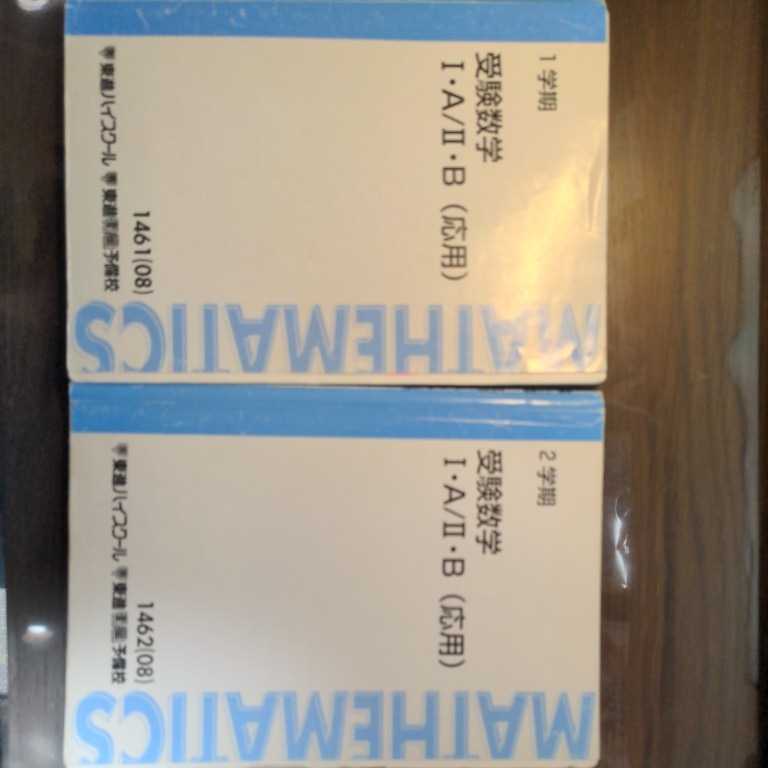 1学期
受験数学
Ⅰ・A/Ⅱ・B（応用）
1461(08)
東進ハイスクール 東進衛星予備校
MATHEMATICS
2学期
受験数学
Ⅰ・A/Ⅱ・B（応用）
1462(08)
東進ハイスクール 東進衛星予備校
MATHEMATICS